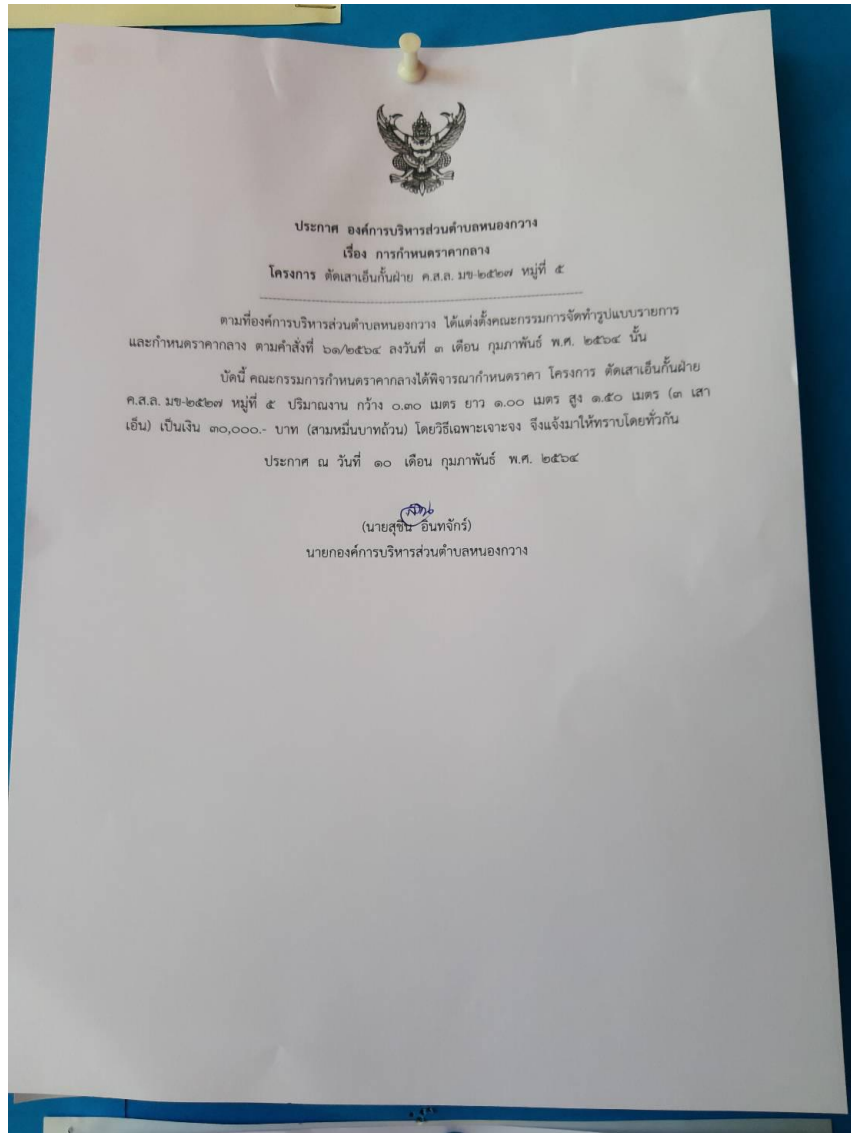 ประกาศ องค์การบริหารส่วนตำบลหนองกวาง
เรื่อง การกำหนดราคากลาง
โครงการ ตัดเสาเอ็นกั้นฝาย ค.ส.ล. มข-๒๕๒๗ หมู่ที่ ๕
ตามที่องค์การบริหารส่วนตำบลหนองกวาง ได้แต่งตั้งคณะกรรมการจัดทำรูปแบบรายการ
และกำหนดราคากลาง ตามคำสั่งที่ ๖๑/๒๕๖๔ ลงวันที่ ๓ เดือน กุมภาพันธ์ พ.ศ. ๒๕๖๔ นั้น
บัดนี้ คณะกรรมการกำหนดราคากลางได้พิจารณากำหนดราคา โครงการ ตัดเสาเอ็นกั้นฝาย
ค.ส.ล. มข-๒๕๒๗ หมู่ที่ ๕ ปริมาณงาน กว้าง ๐.๓๐ เมตร ยาว ๑.๐๐ เมตร สูง ๑.๕๐ เมตร (๓ เสา
เอ็น) เป็นเงิน ๓๐,๐๐๐.- บาท (สามหมื่นบาทถ้วน) โดยวิธีเฉพาะเจาะจง จึงแจ้งมาให้ทราบโดยทั่วกัน
ประกาศ ณ วันที่ ๑๐ เดือน กุมภาพันธ์ พ.ศ. ๒๕๖๔
(นายสุชิน อินทจักร์)
นายกองค์การบริหารส่วนตำบลหนองกวาง